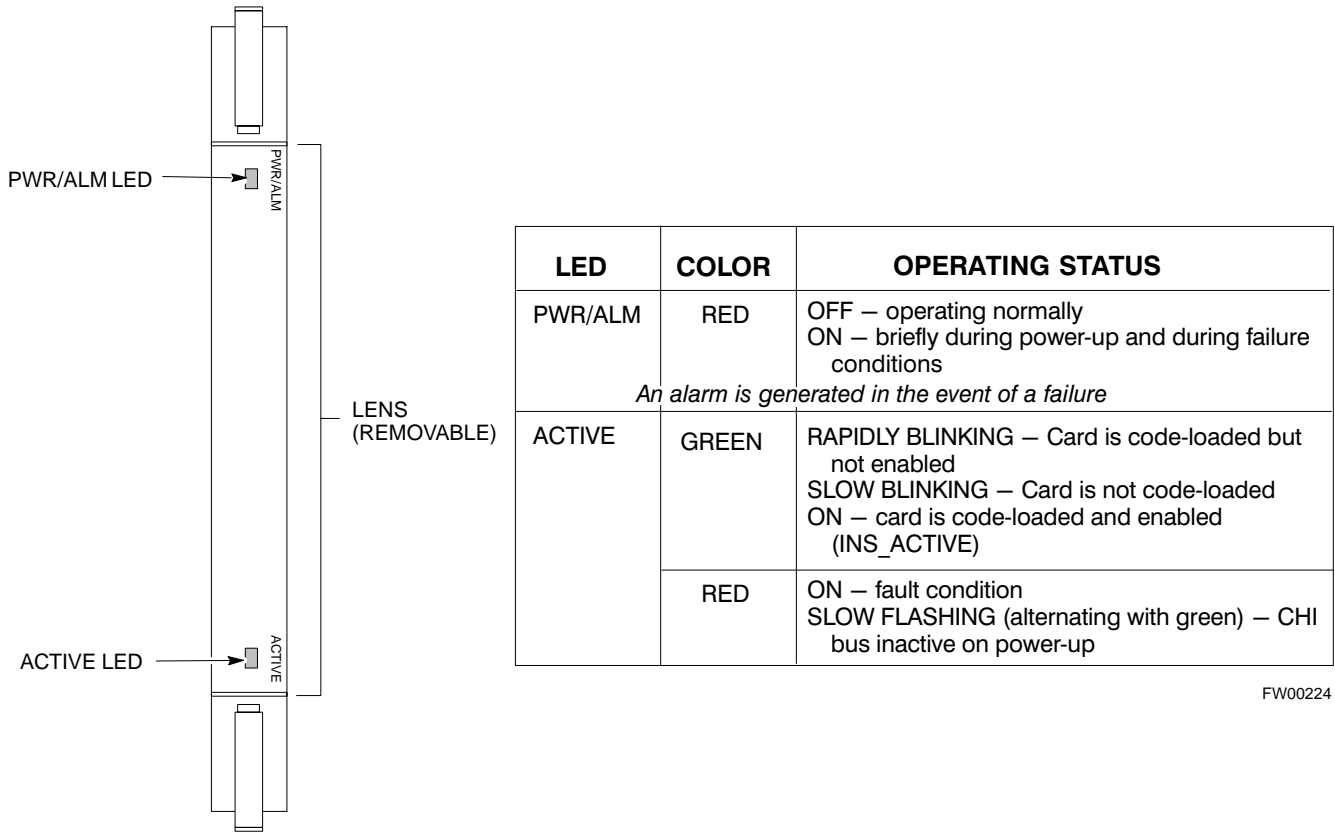 PWR/ALM LED
PWR/ALM
LENS
(REMOVABLE)
ACTIVE LED
ACTIVE
LED COLOR OPERATING STATUS
PWR/ALM RED OFF — operating normally
ON — briefly during power-up and during failure
conditions
An alarm is generated in the event of a failure
ACTIVE GREEN RAPIDLY BLINKING — Card is code-loaded but
not enabled
SLOW BLINKING — Card is not code-loaded
ON — card is code-loaded and enabled
(INS_ACTIVE)
RED ON — fault condition
SLOW FLASHING (alternating with green) — CHI
bus inactive on power-up
FW00224